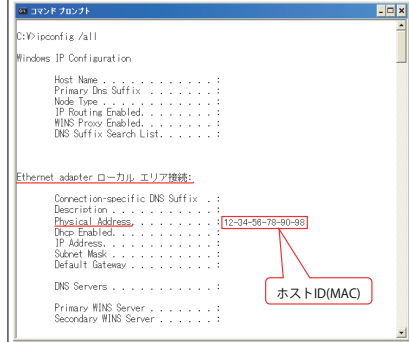 コマンド プロンプト
C:\>ipconfig /all
Windows IP Configuration
Host Name . . . . . . . . . . . . :
Primary Dns Suffix . . . . . . . :
Node Type . . . . . . . . . . . . :
IP Routing Enabled. . . . . . . . :
WINS Proxy Enabled. . . . . . . . :
DNS Suffix Search List. . . . . . :
Ethernet adapter ローカル エリア接続:
Connection-specific DNS Suffix . :
Description . . . . . . . . . . . :
Physical Address. . . . . . . . . : 12-34-56-78-90-98
Dhcp Enabled. . . . . . . . . . . :
IP Address. . . . . . . . . . . . :
Subnet Mask . . . . . . . . . . . :
Default Gateway . . . . . . . . . :
DNS Servers . . . . . . . . . . . :
ホストID(MAC)
Primary WINS Server . . . . . . . :
Secondary WINS Server . . . . . . :